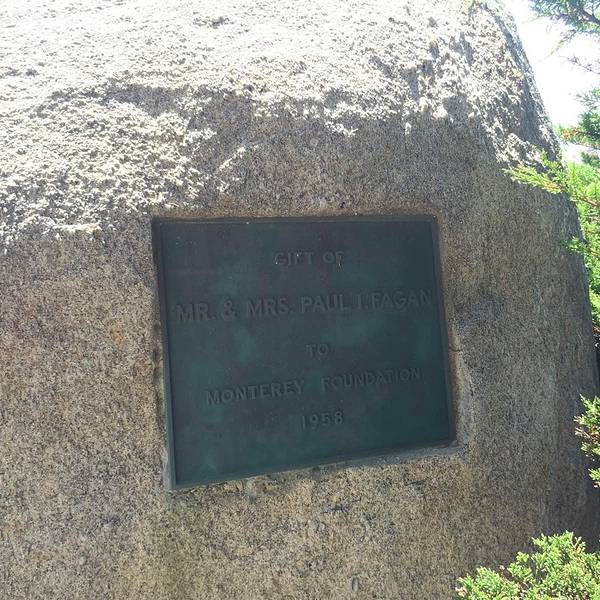 GIFT OF
MR. & MRS. PAUL I. FAGAN
TO
MONTEREY FOUNDATION
1958